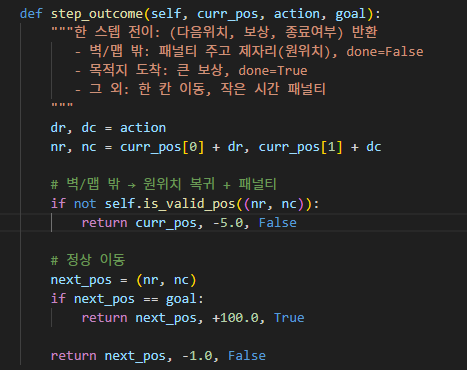 def step_outcome(self, curr_pos, action, goal):
    """한 스텝 전이: (다음위치, 보상, 종료여부) 반환
       - 벽/맵 밖: 패널티 주고 제자리(원위치), done=False
       - 목적지 도착: 큰 보상, done=True
       - 그 외: 한 칸 이동, 작은 시간 패널티
    """
    dr, dc = action
    nr, nc = curr_pos[0] + dr, curr_pos[1] + dc

    # 벽/맵 밖 → 원위치 복귀 + 패널티
    if not self.is_valid_pos((nr, nc)):
        return curr_pos, -5.0, False

    # 정상 이동
    next_pos = (nr, nc)
    if next_pos == goal:
        return next_pos, +100.0, True

    return next_pos, -1.0, False